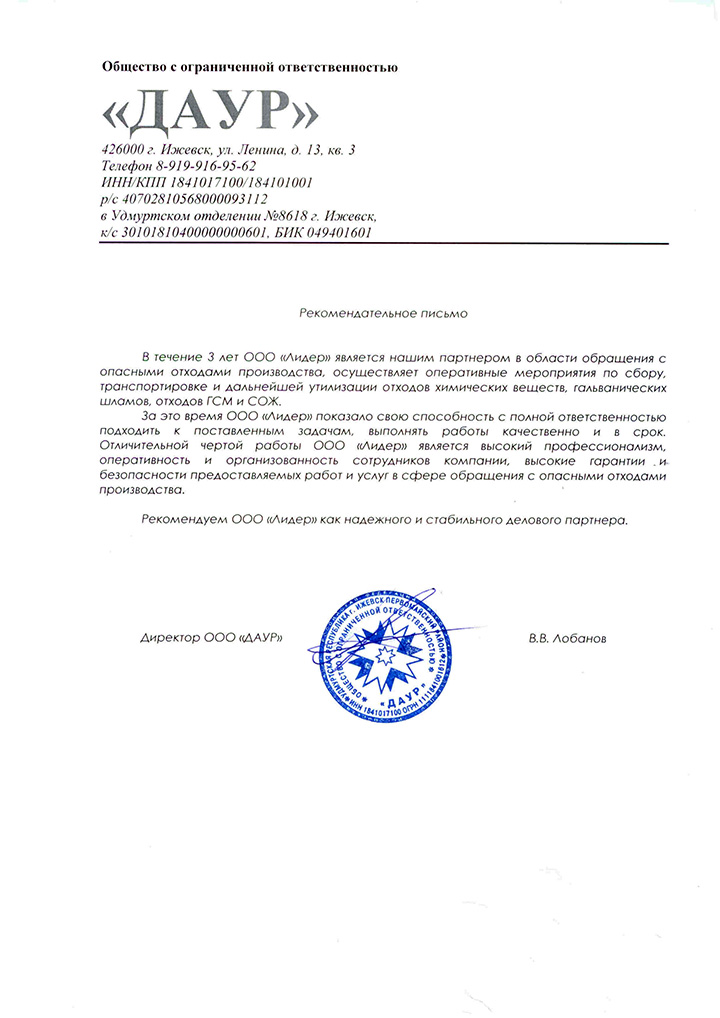 Общество с ограниченной ответственностью
«ДАУР»
426000 г. Ижевск, ул. Ленина, д. 13, кв. 3
Телефон 8-919-916-95-62
ИНН/КПП 1841017100/184101001
р/с 40702810568000093112
в Удмуртском отделении №8618 г. Ижевск,
к/с 30101810400000000601, БИК 049401601
Рекомендательное письмо
В течение 3 лет ООО «Лидер» является нашим партнером в области обращения с
опасными отходами производства, осуществляет оперативные мероприятия по сбору,
транспортировке и дальнейшей утилизации отходов химических веществ, гальванических
шламов, отходов ГСМ и СОЖ.
За это время ООО «Лидер» показало свою способность с полной ответственностью
подходить к поставленным задачам, выполнять работы качественно и в срок.
Отличительной чертой работы ООО «Лидер» является высокий профессионализм,
оперативность и организованность сотрудников компании, высокие гарантии и
безопасности предоставляемых работ и услуг в сфере обращения с опасными отходами
производства.
Рекомендуем ООО «Лидер» как надежного и стабильного делового партнера.
Директор ООО «ДАУР»
В.В. Лобанов
УДМУРТСКАЯ РЕСПУБЛИКА г. ИЖЕВСК ПЕРВОМАЙСКИЙ РАЙОН
ОБЩЕСТВО С ОГРАНИЧЕННОЙ ОТВЕТСТВЕННОСТЬЮ
«ДАУР»
ИНН 1841017100 ОГРН 1111841001612